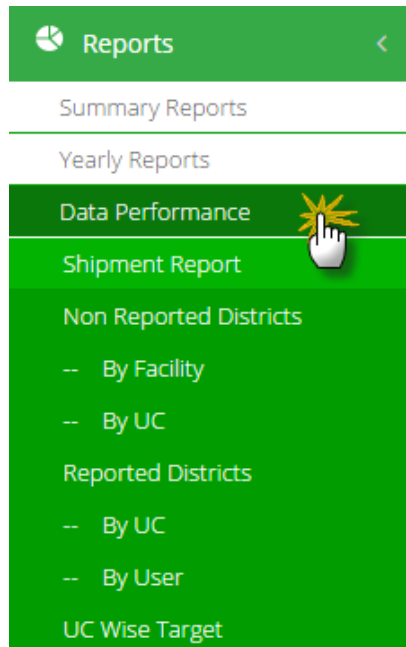 Reports
Summary Reports
Yearly Reports
Data Performance
Shipment Report
Non Reported Districts
-- By Facility
-- By UC
Reported Districts
-- By UC
-- By User
UC Wise Target